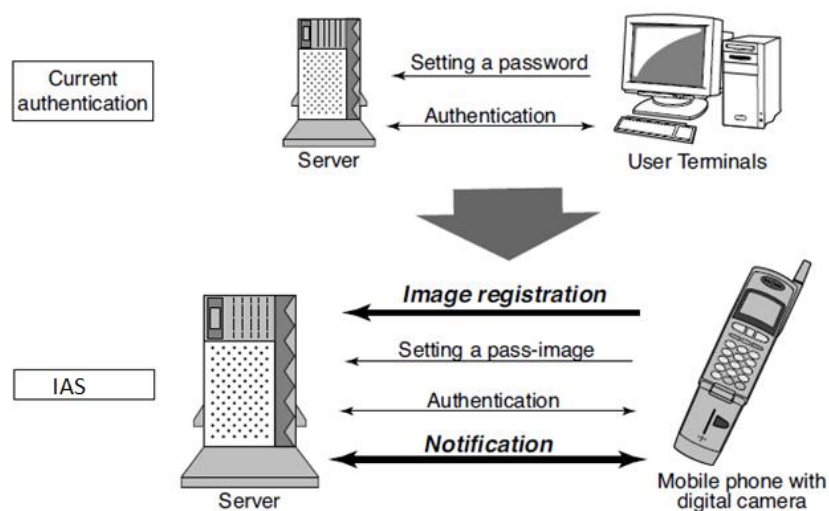 Current
authentication
Setting a password
Authentication
Server
User Terminals
Image registration
Setting a pass-image
IAS
Authentication
Notification
Server
Mobile phone with
digital camera